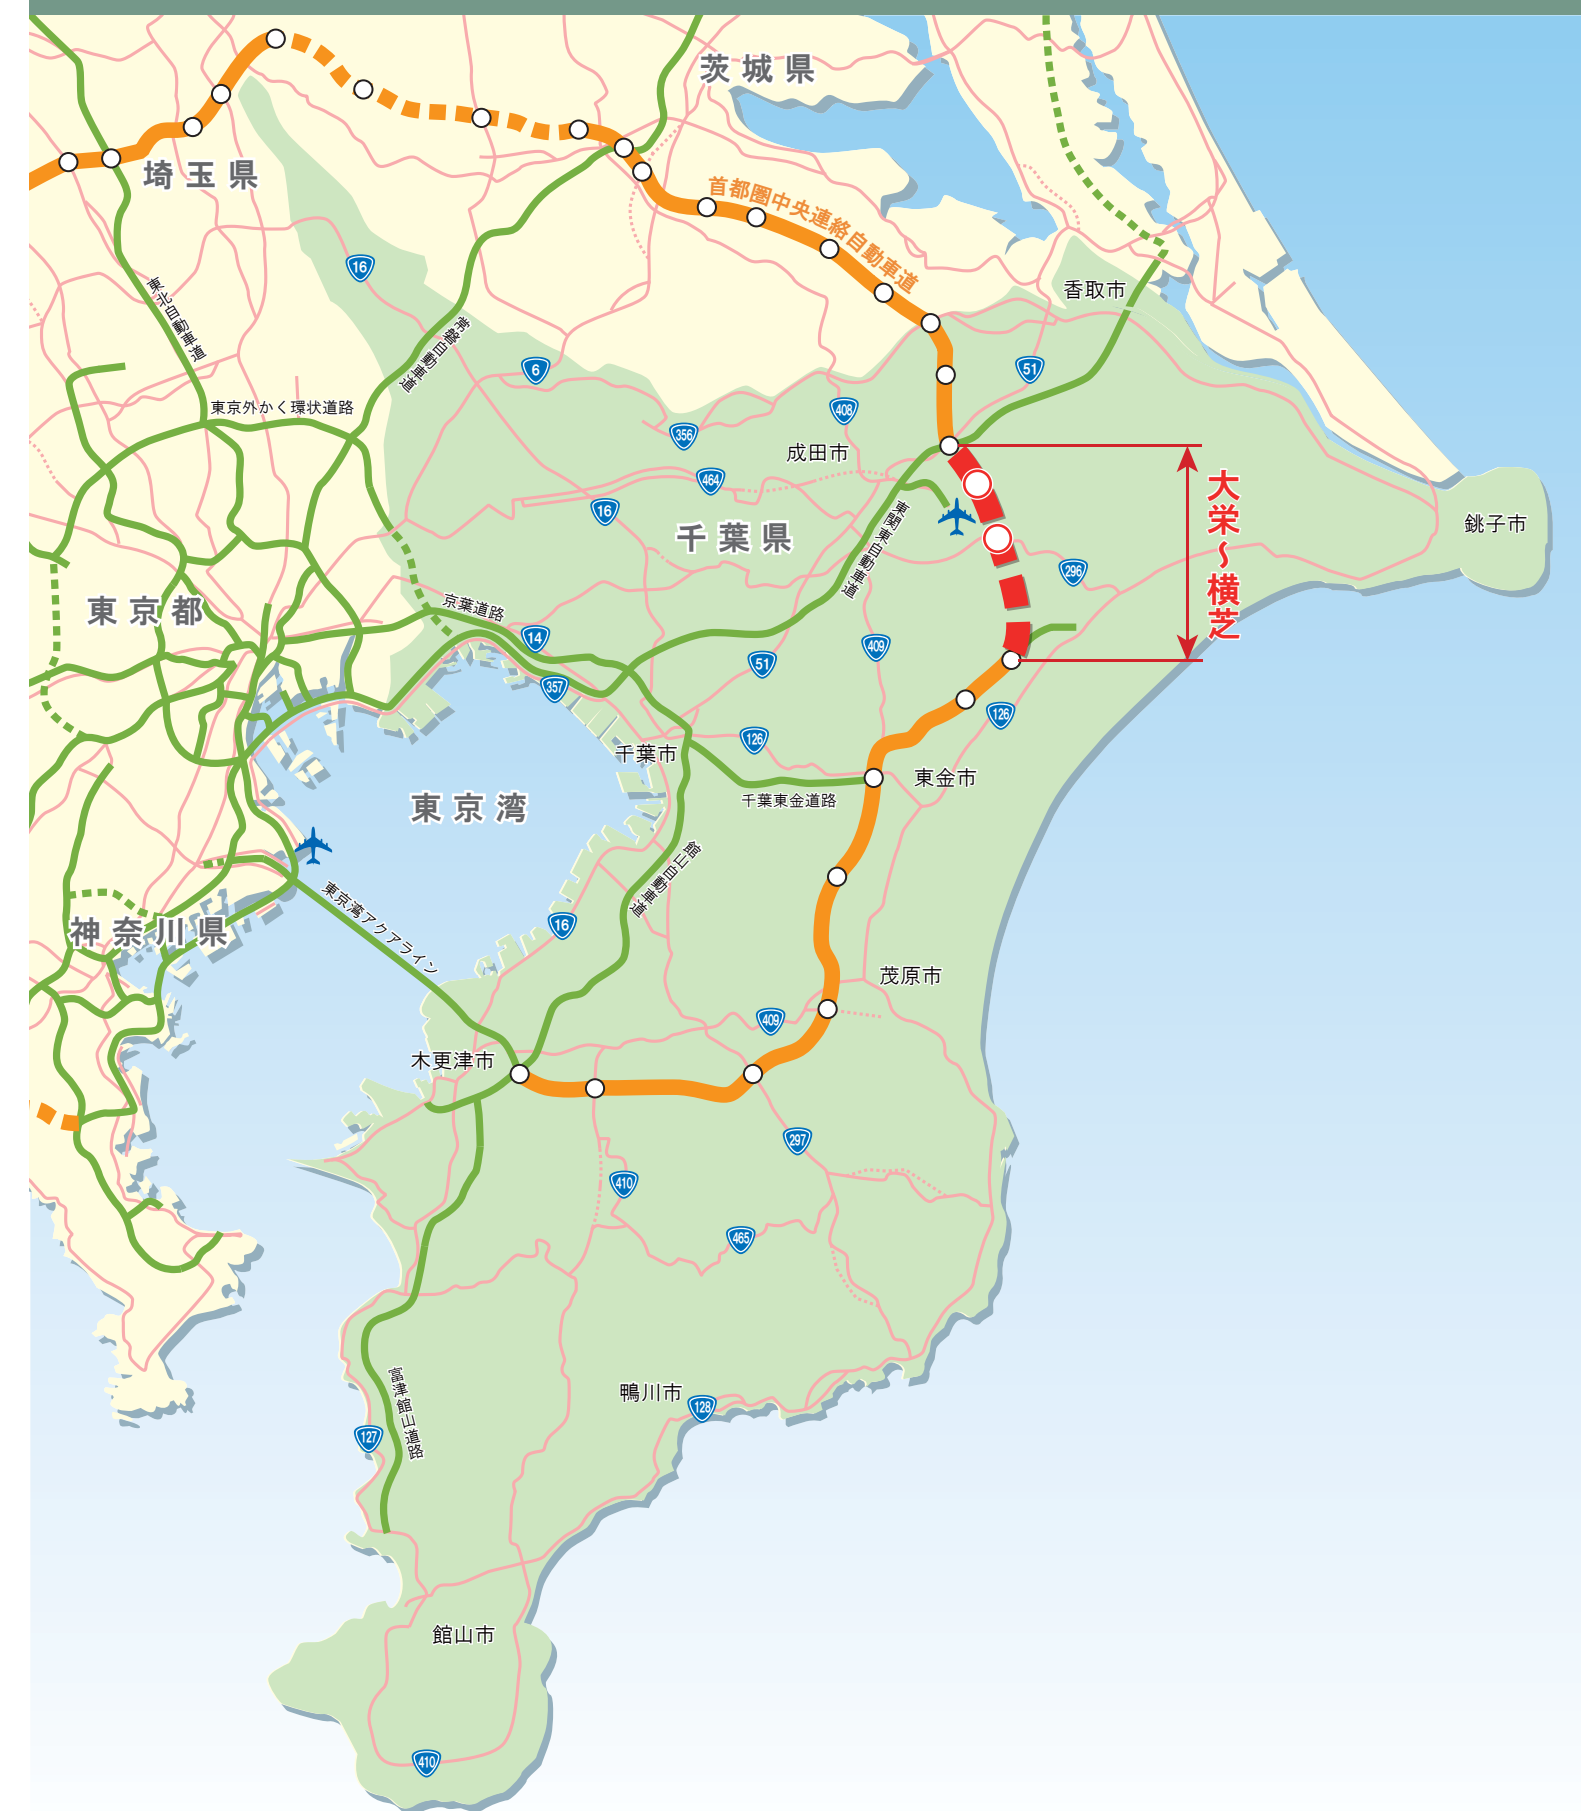 茨城県
埼玉県
首都圏中央連絡自動車道
16
香取市
東北自動車道
常磐自動車道
6
51
東京外かく環状道路
408
356
成田市
464
大栄〜横芝
16
東関東自動車道
千葉県
銚子市
296
東京都
京葉道路
14
409
51
357
126
126
千葉市
東金市
千葉東金道路
東京湾
館山自動車道
東京湾アクアライン
16
神奈川県
茂原市
409
木更津市
297
410
465
富津館山道路
鴨川市
128
127
館山市
410